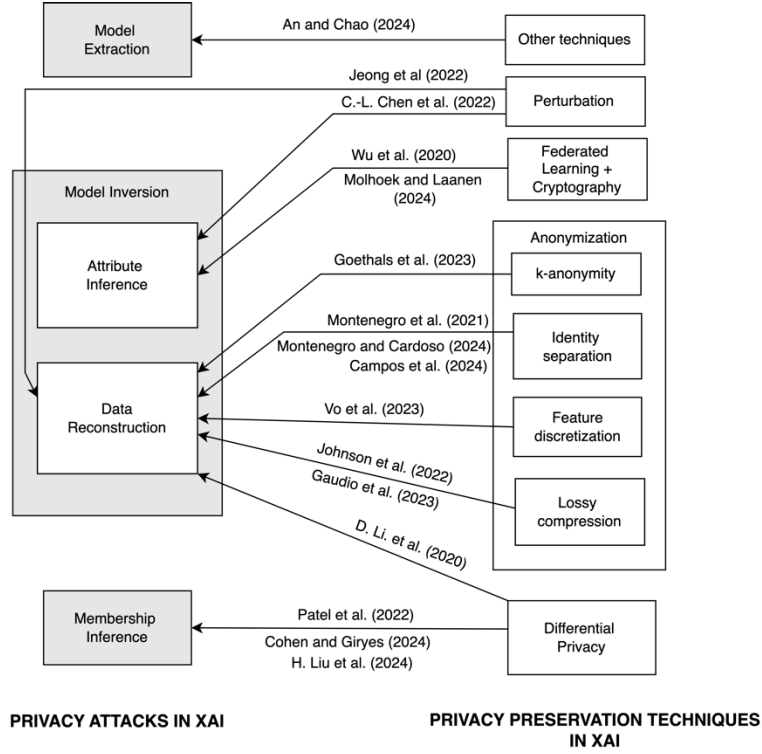 Model
Extraction
An and Chao (2024)
Other techniques
Jeong et al (2022)
C.-L. Chen et al. (2022)
Perturbation
Wu et al. (2020)
Molhoek and Laanen
(2024)
Federated
Learning +
Cryptography
Model Inversion
Attribute
Inference
Anonymization
Goethals et al. (2023)
k-anonymity
Montenegro et al. (2021)
Montenegro and Cardoso (2024)
Campos et al. (2024)
Identity
separation
Data
Reconstruction
Vo et al. (2023)
Feature
discretization
Johnson et al. (2022)
Gaudio et al. (2023)
Lossy
compression
D. Li. et al. (2020)
Membership
Inference
Patel et al. (2022)
Cohen and Giryes (2024)
H. Liu et al. (2024)
Differential
Privacy
PRIVACY ATTACKS IN XAI
PRIVACY PRESERVATION TECHNIQUES
IN XAI